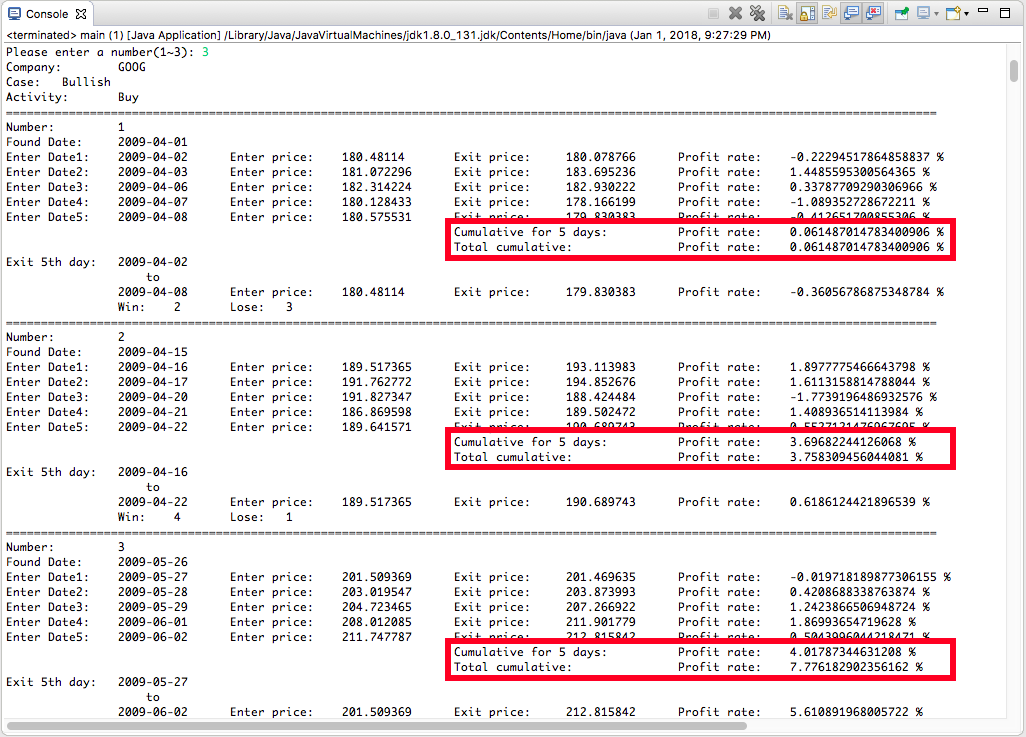 Console
<terminated> main (1) [Java Application] /Library/Java/JavaVirtualMachines/jdk1.8.0_131.jdk/Contents/Home/bin/java (Jan 1, 2018, 9:27:29 PM)
Please enter a number(1~3): 3
Company: GOOG
Case: Bullish
Activity: Buy
=====================================================================================================================================
Number: 1
Found Date: 2009-04-01
Enter Date1: 2009-04-02 Enter price: 180.48114 Exit price: 180.078766 Profit rate: -0.22294517864858837 %
Enter Date2: 2009-04-03 Enter price: 181.072296 Exit price: 183.695236 Profit rate: 1.4485595300564365 %
Enter Date3: 2009-04-06 Enter price: 182.314224 Exit price: 182.930222 Profit rate: 0.33787709290306966 %
Enter Date4: 2009-04-07 Enter price: 180.128433 Exit price: 178.166199 Profit rate: -1.089352728672211 %
Enter Date5: 2009-04-08 Enter price: 180.575531 Exit price: 179.830383 Profit rate: -0.412651700855306 %
Cumulative for 5 days: Profit rate: 0.061487014783400906 %
Total cumulative: Profit rate: 0.061487014783400906 %
Exit 5th day: 2009-04-02
to
2009-04-08 Enter price: 180.48114 Exit price: 179.830383 Profit rate: -0.36056786875348784 %
Win: 2 Lose: 3
=====================================================================================================================================
Number: 2
Found Date: 2009-04-15
Enter Date1: 2009-04-16 Enter price: 189.517365 Exit price: 193.113983 Profit rate: 1.8977775466643798 %
Enter Date2: 2009-04-17 Enter price: 191.762772 Exit price: 194.852676 Profit rate: 1.6113158814788044 %
Enter Date3: 2009-04-20 Enter price: 191.827347 Exit price: 188.424484 Profit rate: -1.7739196486932576 %
Enter Date4: 2009-04-21 Enter price: 186.869598 Exit price: 189.502472 Profit rate: 1.408936514113984 %
Enter Date5: 2009-04-22 Enter price: 189.641571 Exit price: 190.689743 Profit rate: 0.5527121476967695 %
Cumulative for 5 days: Profit rate: 3.69682244126068 %
Total cumulative: Profit rate: 3.758309456044081 %
Exit 5th day: 2009-04-16
to
2009-04-22 Enter price: 189.517365 Exit price: 190.689743 Profit rate: 0.6186124421896539 %
Win: 4 Lose: 1
=====================================================================================================================================
Number: 3
Found Date: 2009-05-26
Enter Date1: 2009-05-27 Enter price: 201.509369 Exit price: 201.469635 Profit rate: -0.019718189877306155 %
Enter Date2: 2009-05-28 Enter price: 203.019547 Exit price: 203.873993 Profit rate: 0.4208688338763874 %
Enter Date3: 2009-05-29 Enter price: 204.723465 Exit price: 207.266922 Profit rate: 1.2423866506948724 %
Enter Date4: 2009-06-01 Enter price: 208.012085 Exit price: 211.901779 Profit rate: 1.86993654719628 %
Enter Date5: 2009-06-02 Enter price: 211.747787 Exit price: 212.815842 Profit rate: 0.5043996044218471 %
Cumulative for 5 days: Profit rate: 4.01787344631208 %
Total cumulative: Profit rate: 7.776182902356162 %
Exit 5th day: 2009-05-27
to
2009-06-02 Enter price: 201.509369 Exit price: 212.815842 Profit rate: 5.610891968005722 %